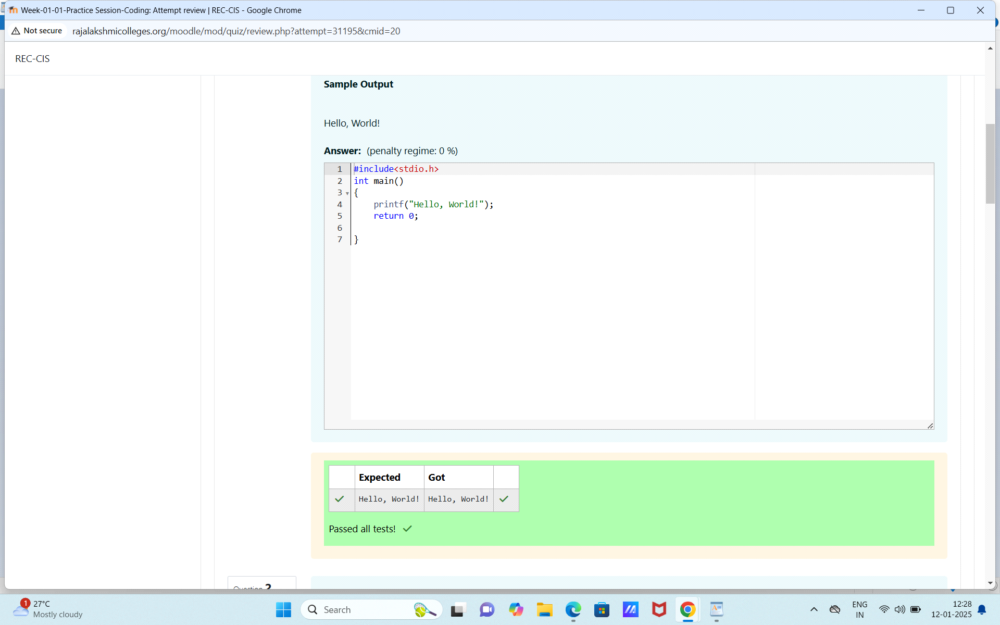 Week-01-01-Practice Session-Coding: Attempt review | REC-CIS - Google Chrome
Not secure rajalakshmicolleges.org/moodle/mod/quiz/review.php?attempt=31195&cmid=20
REC-CIS
Sample Output
Hello, World!
Answer: (penalty regime: 0 %)
1 #include<stdio.h>
2 int main()
3 {
4 printf("Hello, World!");
5 return 0;
6
7 }
Expected Got
Hello, World! Hello, World!
Passed all tests!
Question 2
1 27°C
Mostly cloudy
Search
ENG
IN
12:28
12-01-2025